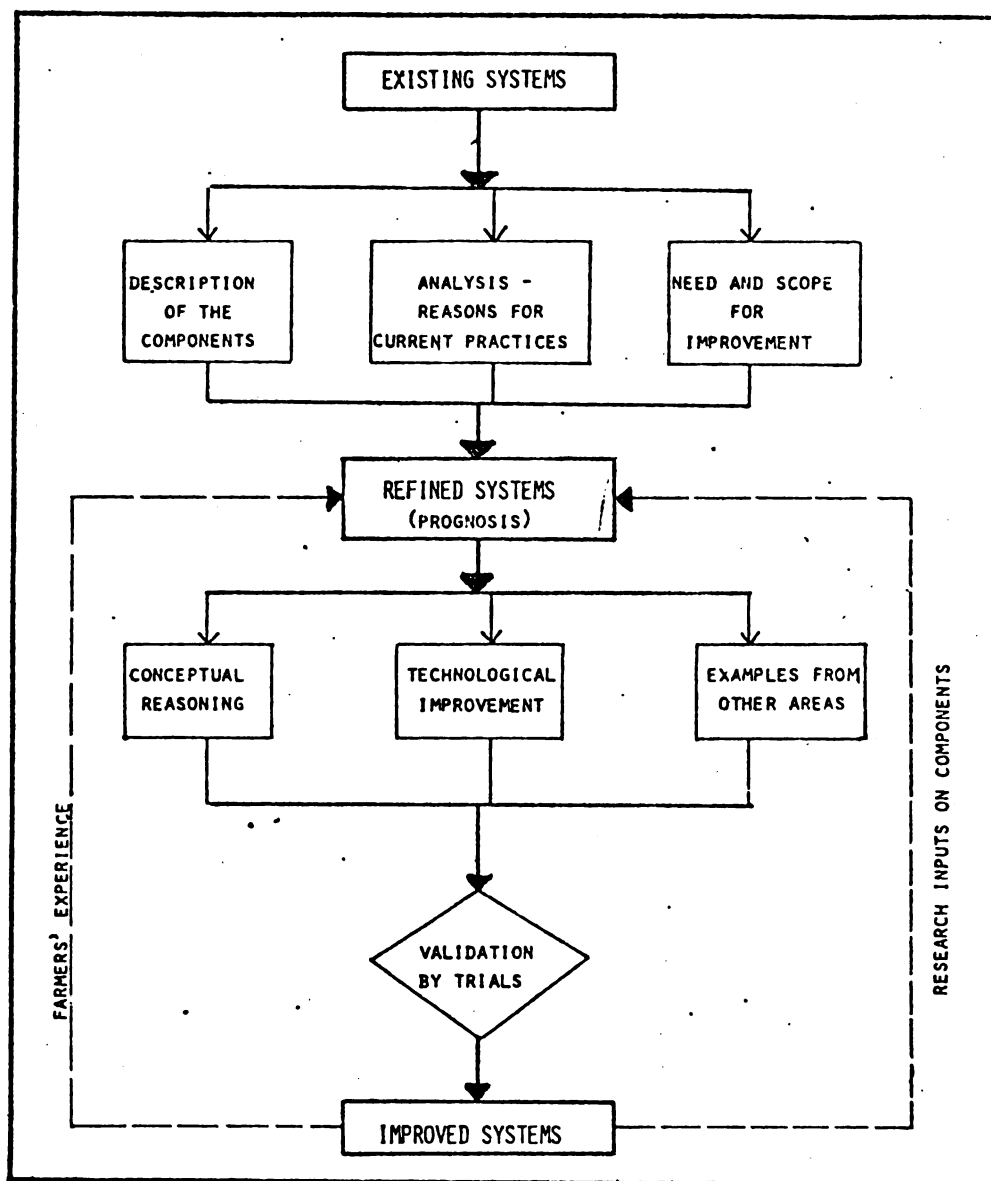 EXISTING SYSTEMS
DESCRIPTION
OF THE
COMPONENTS
ANALYSIS -
REASONS FOR
CURRENT PRACTICES
NEED AND SCOPE
FOR
IMPROVEMENT
REFINED SYSTEMS
(PROGNOSIS)
CONCEPTUAL
REASONING
TECHNOLOGICAL
IMPROVEMENT
EXAMPLES FROM
OTHER AREAS
FARMERS' EXPERIENCE
RESEARCH INPUTS ON COMPONENTS
VALIDATION
BY TRIALS
IMPROVED SYSTEMS